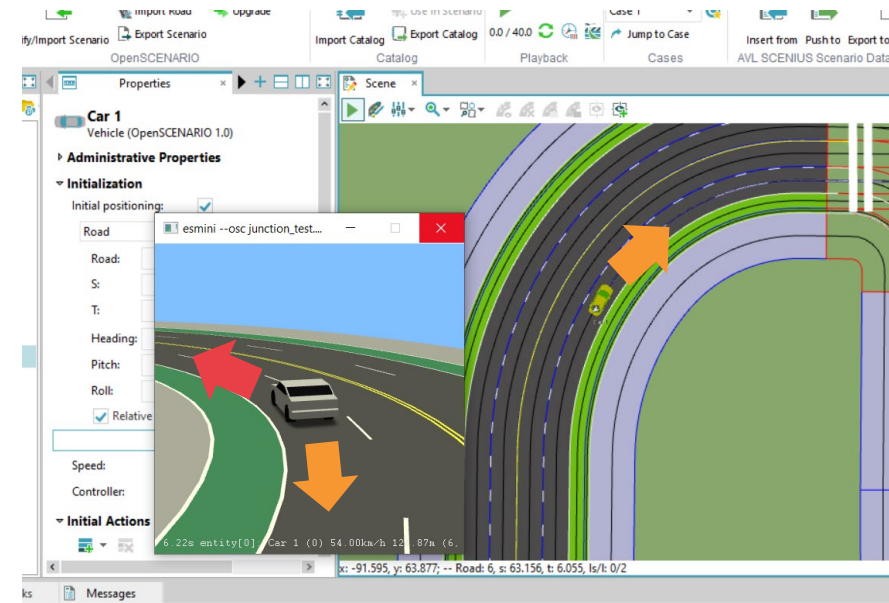 Import Road
Upgrade
Use in Scenario
Case 1
Import Scenario
Export Scenario
Import Catalog
Export Catalog
0.0 / 40.0
Jump to Case
Insert from
Push to
Export to
OpenSCENARIO
Catalog
Playback
Cases
AVL SCENIUS Scenario Data
Properties
Scene
Car 1
Vehicle (OpenSCENARIO 1.0)
Administrative Properties
Initialization
Initial positioning:
esmini --osc junction_test....
Road
Road:
S:
T:
Heading:
Pitch:
Roll:
Relative
Speed:
Controller:
Initial Actions
6.22s entity[0] Car 1 (0) 54.00km/h (6,
x: -91.595, y: 63.877; -- Road: 6, s: 63.156, t: 6.055, ls/l: 0/2
Messages